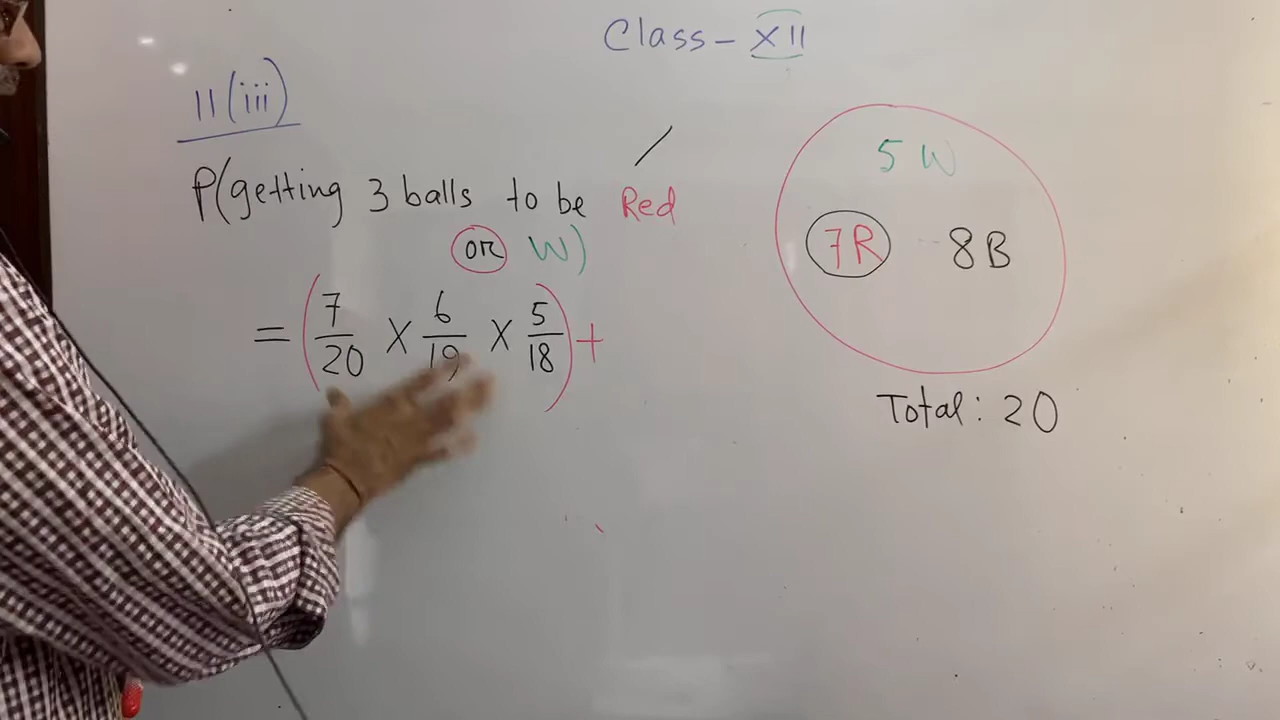 Class - XII
11(iii)
P(getting 3 balls to be Red
OR W)
= (7/20 X 6/19 X 5/18) +
5 W
7R 8B
Total: 20